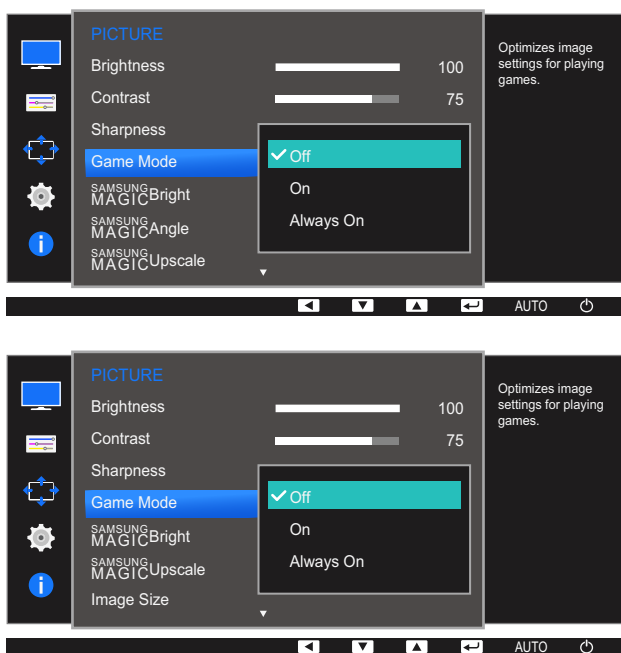 PICTURE
Brightness 100
Contrast 75
Sharpness
Game Mode
Off
On
Always On
SAMSUNG
MAGICBright
SAMSUNG
MAGICAngle
SAMSUNG
MAGICUpscale
Optimizes image
settings for playing
games.
AUTO
PICTURE
Brightness 100
Contrast 75
Sharpness
Game Mode
Off
On
Always On
SAMSUNG
MAGICBright
SAMSUNG
MAGICUpscale
Image Size
Optimizes image
settings for playing
games.
AUTO